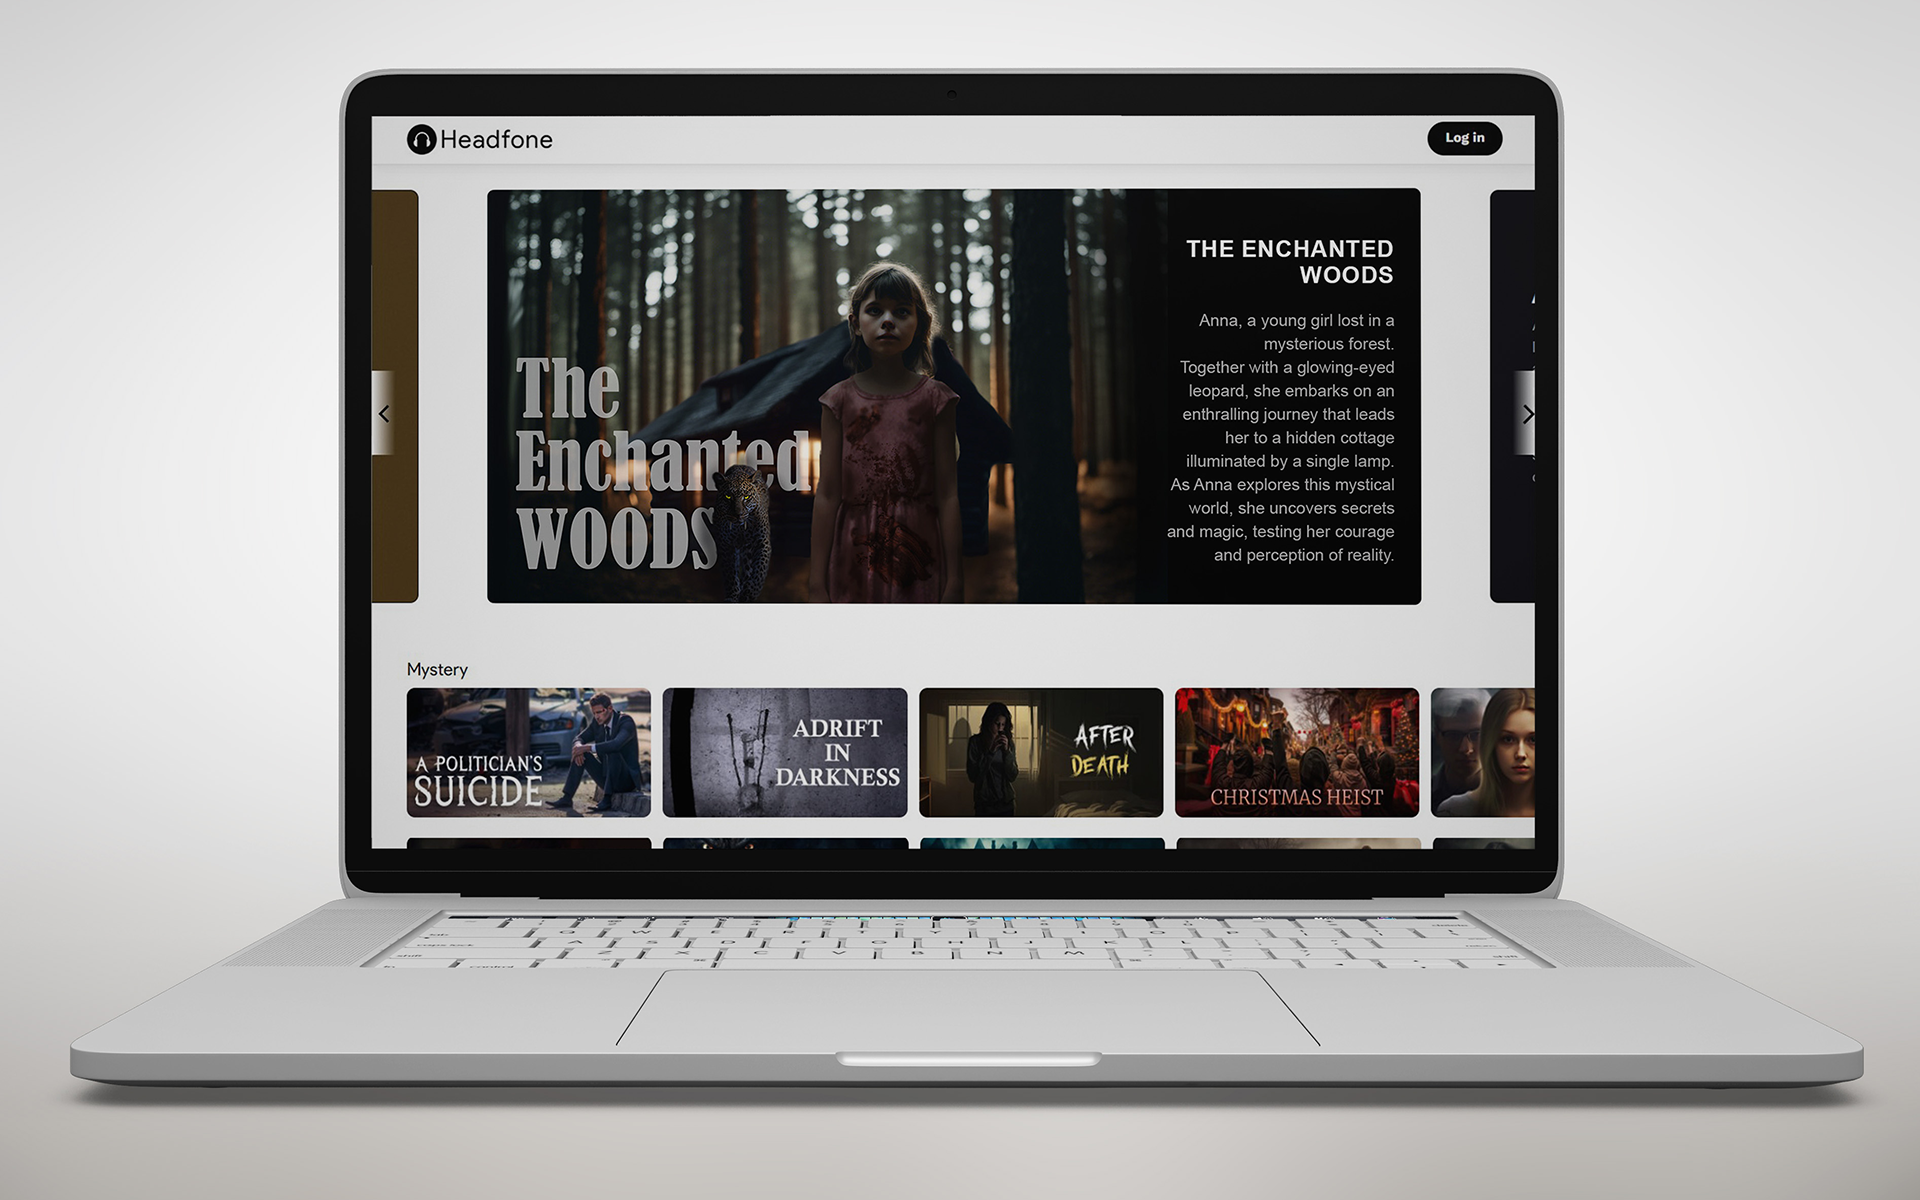 Headfone
Log in
The
Enchanted
WOODS
THE ENCHANTED
WOODS
Anna, a young girl lost in a
mysterious forest.
Together with a glowing-eyed
leopard, she embarks on an
enthralling journey that leads
her to a hidden cottage
illuminated by a single lamp.
As Anna explores this mystical
world, she uncovers secrets
and magic, testing her courage
and perception of reality.
Mystery
A POLITICIAN'S
SUICIDE
ADRIFT
IN
DARKNESS
AFTER
DEATH
CHRISTMAS HEIST